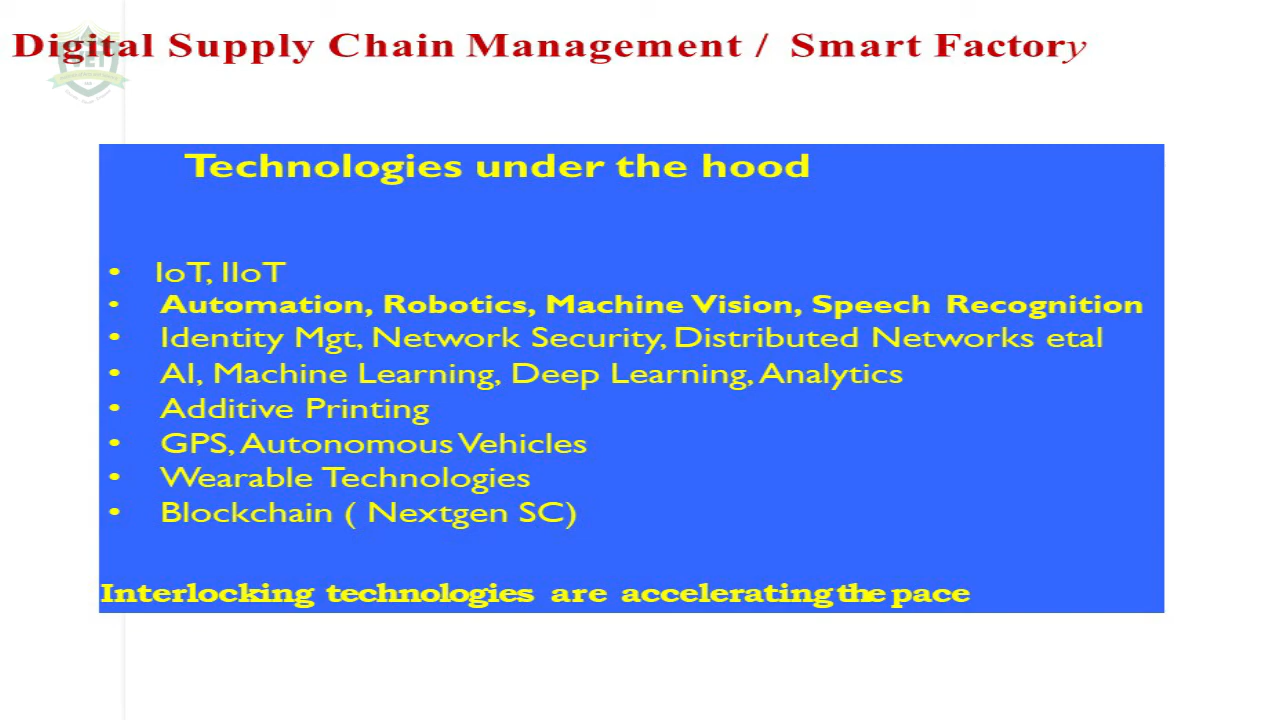 Digital Supply Chain Management / Smart Factory
Technologies under the hood
• IoT, IIoT
• Automation, Robotics, Machine Vision, Speech Recognition
• Identity Mgt, Network Security, Distributed Networks etal
• AI, Machine Learning, Deep Learning, Analytics
• Additive Printing
• GPS, Autonomous Vehicles
• Wearable Technologies
• Blockchain ( Nextgen SC)
Interlocking technologies are accelerating the pace